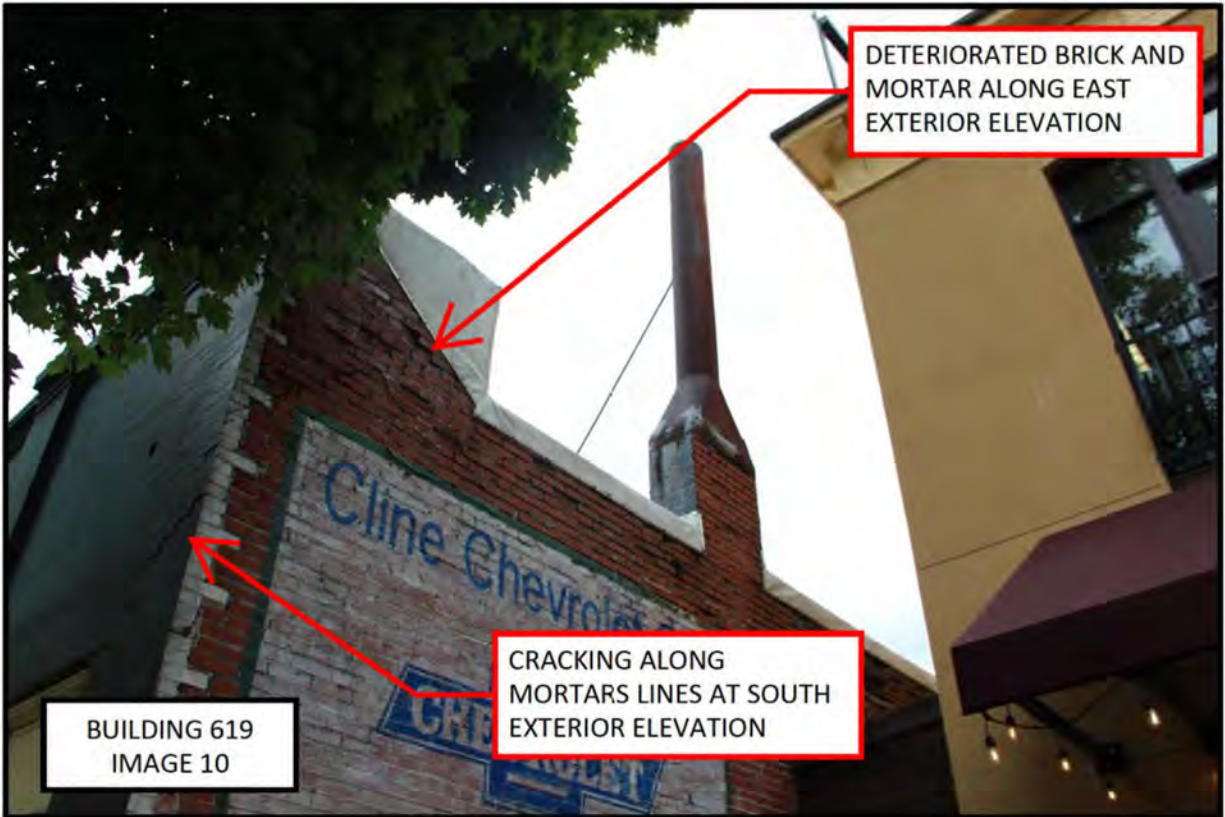 DETERIORATED BRICK AND
MORTAR ALONG EAST
EXTERIOR ELEVATION
Cline Chevrolet
CRACKING ALONG
MORTARS LINES AT SOUTH
EXTERIOR ELEVATION
BUILDING 619
IMAGE 10